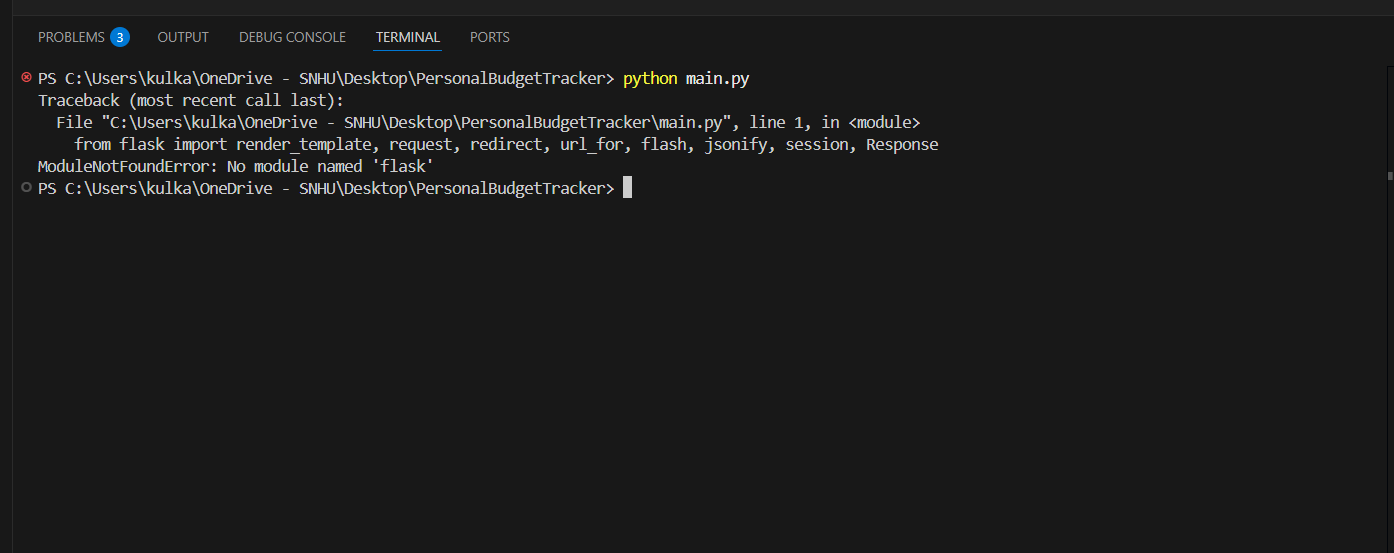 PROBLEMS 3 OUTPUT DEBUG CONSOLE TERMINAL PORTS
PS C:\Users\kulka\OneDrive - SNHU\Desktop\PersonalBudgetTracker> python main.py
Traceback (most recent call last):
  File "C:\Users\kulka\OneDrive - SNHU\Desktop\PersonalBudgetTracker\main.py", line 1, in <module>
    from flask import render_template, request, redirect, url_for, flash, jsonify, session, Response
ModuleNotFoundError: No module named 'flask'
PS C:\Users\kulka\OneDrive - SNHU\Desktop\PersonalBudgetTracker>